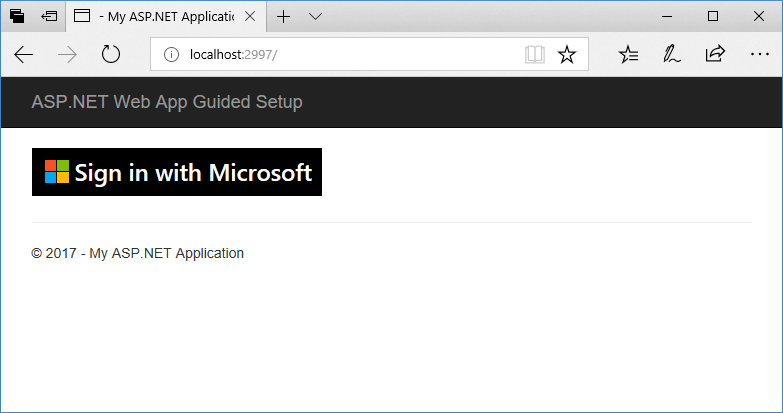 - My ASP.NET Applicatio
localhost:2997/
ASP.NET Web App Guided Setup
Sign in with Microsoft
© 2017 - My ASP.NET Application